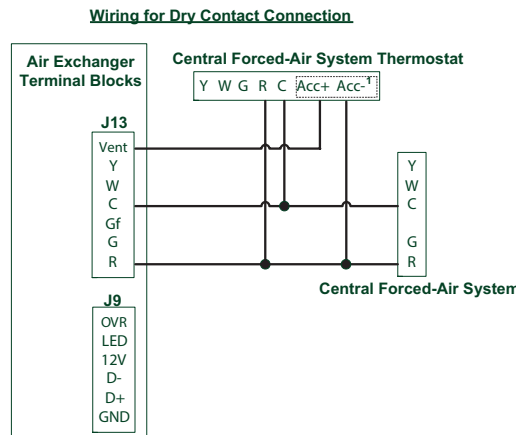 Wiring for Dry Contact Connection
Air Exchanger
Terminal Blocks
Central Forced-Air System Thermostat
Y W G R C Acc+ Acc-¹
J13
Vent
Y
W
C
Gf
G
R
Y
W
C
G
R
Central Forced-Air System
J9
OVR
LED
12V
D-
D+
GND